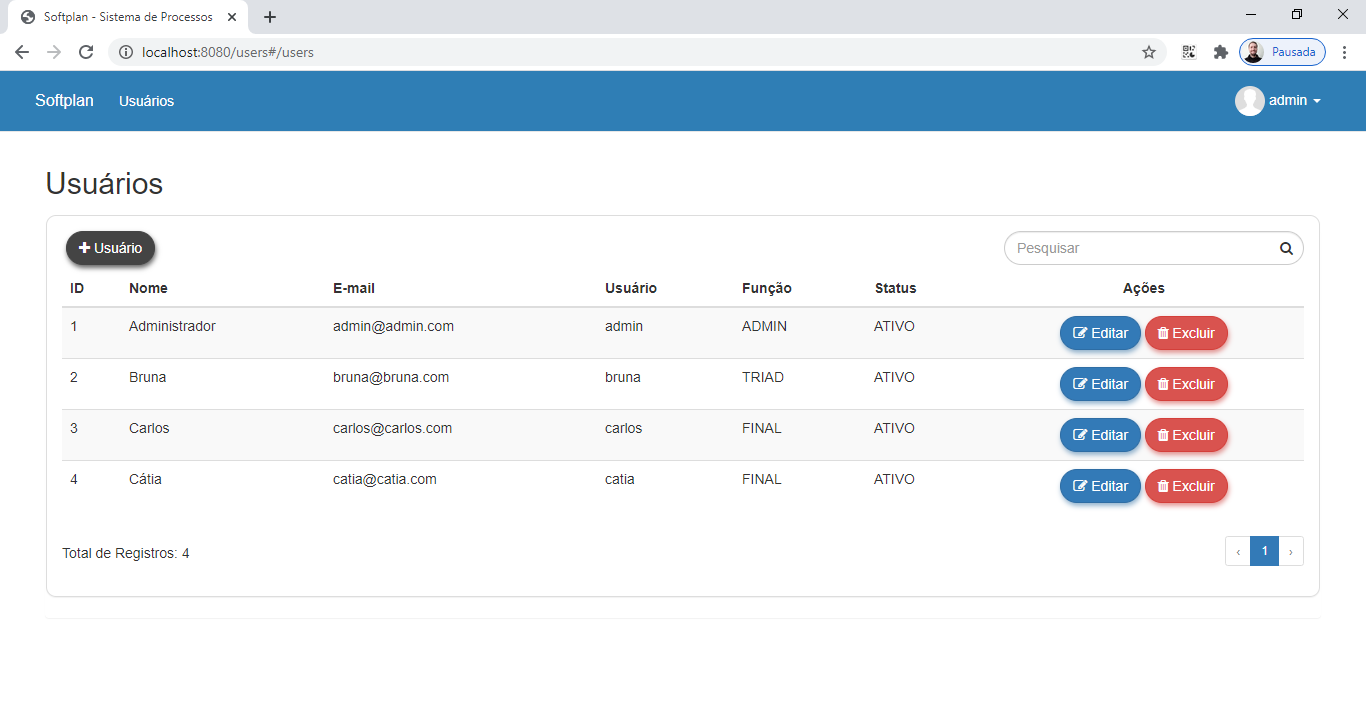 Softplan - Sistema de Processos
localhost:8080/users#/users
Pausada
Softplan Usuários admin
Usuários
Usuário Pesquisar
ID Nome E-mail Usuário Função Status Ações
1 Administrador admin@admin.com admin ADMIN ATIVO Editar Excluir
2 Bruna bruna@bruna.com bruna TRIAD ATIVO Editar Excluir
3 Carlos carlos@carlos.com carlos FINAL ATIVO Editar Excluir
4 Cátia catia@catia.com catia FINAL ATIVO Editar Excluir
Total de Registros: 4 ‹ 1 ›